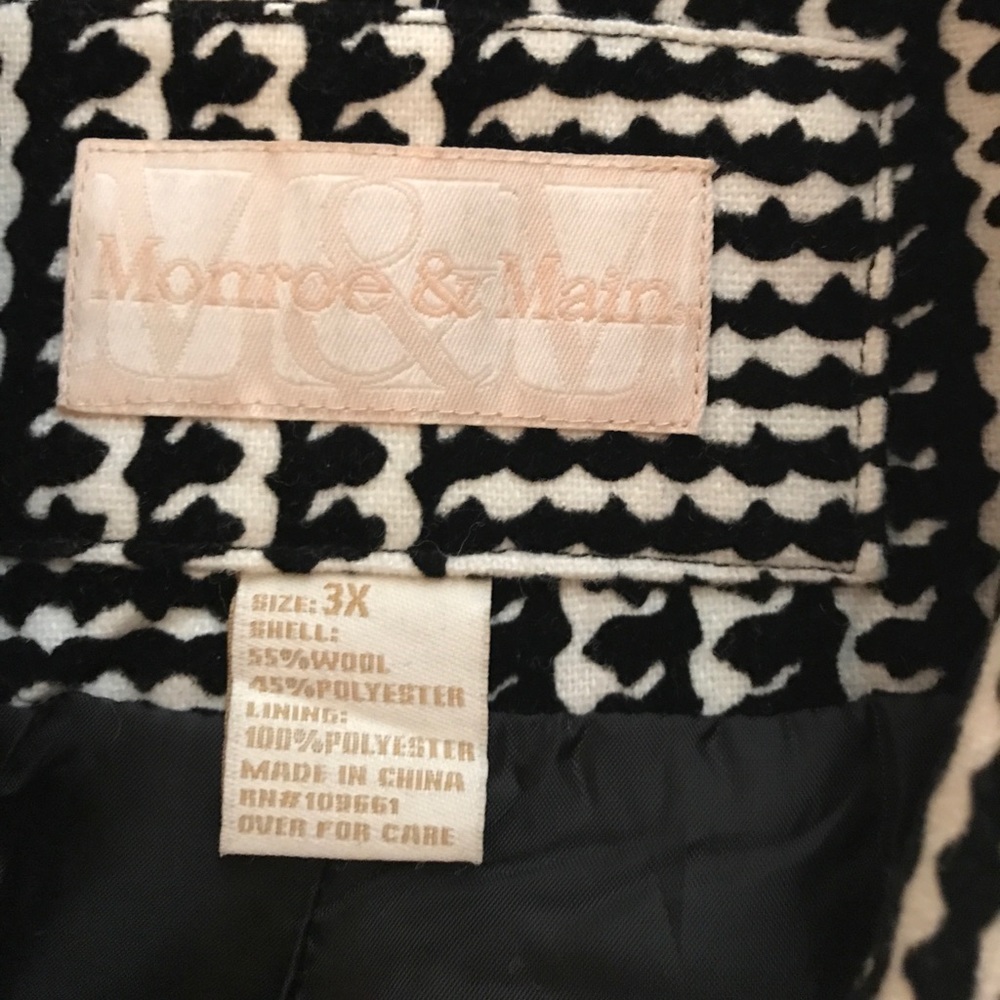 M&M
Monroe & Main
SIZE: 3X
SHELL:
55%WOOL
45%POLYESTER
LINING:
100%POLYESTER
MADE IN CHINA
RN#109661
OVER FOR CARE